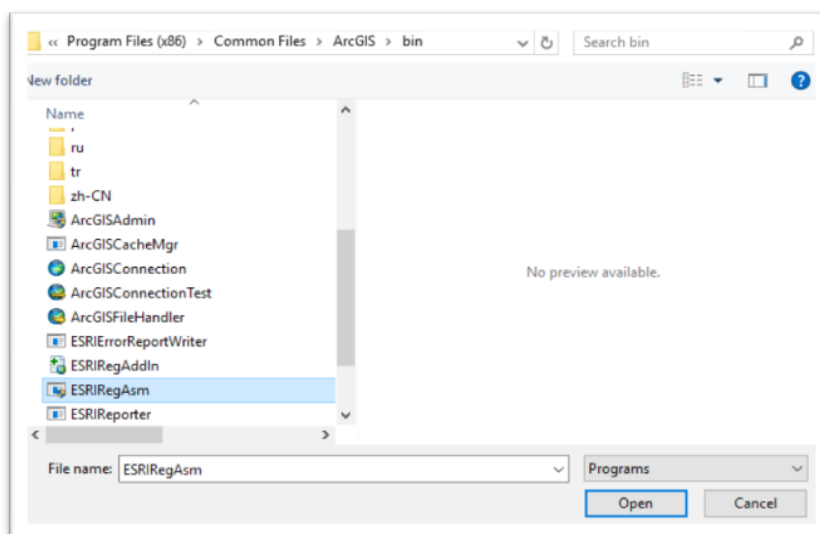 « Program Files (x86) > Common Files > ArcGIS > bin
Search bin
New folder
Name
ru
tr
zh-CN
ArcGISAdmin
ArcGISCacheMgr
ArcGISConnection
ArcGISConnectionTest
ArcGISFileHandler
ESRIErrorReportWriter
ESRIRegAddIn
ESRIRegAsm
ESRIReporter
No preview available.
File name: ESRIRegAsm
Programs
Open Cancel